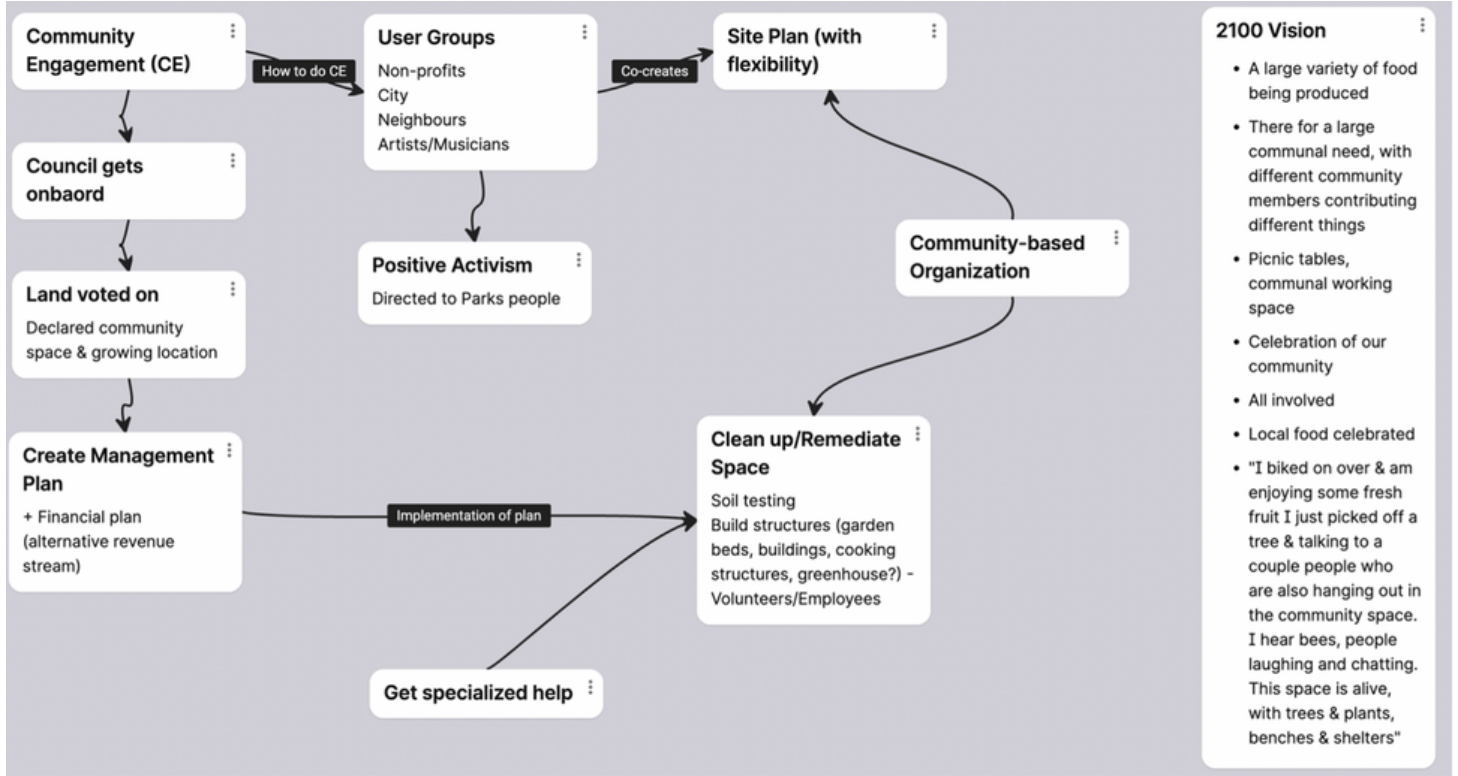 Community
Engagement (CE)
How to do CE
User Groups
Non-profits
City
Neighbours
Artists/Musicians
Co-creates
Site Plan (with
flexibility)
Council gets
onbaord
Land voted on
Declared community
space & growing location
Positive Activism
Directed to Parks people
Community-based
Organization
Create Management
Plan
+ Financial plan
(alternative revenue
stream)
Implementation of plan
Clean up/Remediate
Space
Soil testing
Build structures (garden
beds, buildings, cooking
structures, greenhouse?) -
Volunteers/Employees
Get specialized help
2100 Vision
• A large variety of food
being produced
• There for a large
communal need, with
different community
members contributing
different things
• Picnic tables,
communal working
space
• Celebration of our
community
• All involved
• Local food celebrated
• "I biked on over & am
enjoying some fresh
fruit I just picked off a
tree & talking to a
couple people who
are also hanging out in
the community space.
I hear bees, people
laughing and chatting.
This space is alive,
with trees & plants,
benches & shelters"